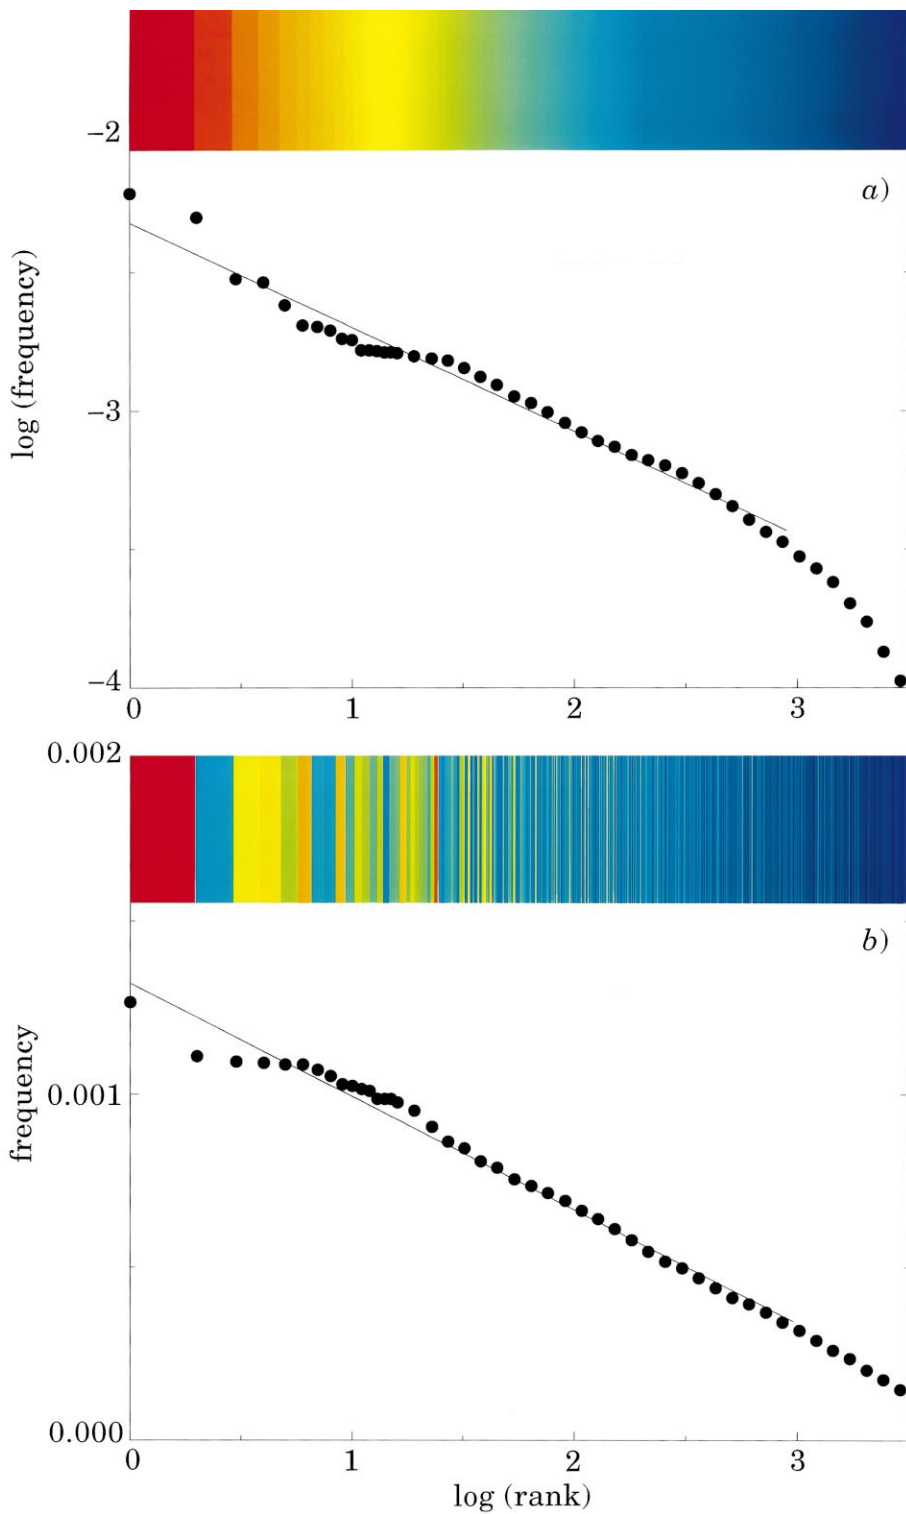 −2
a)
log (frequency)
−3
−4
0 1 2 3
0.002
b)
frequency
0.001
0.000
0 1 2 3
log (rank)